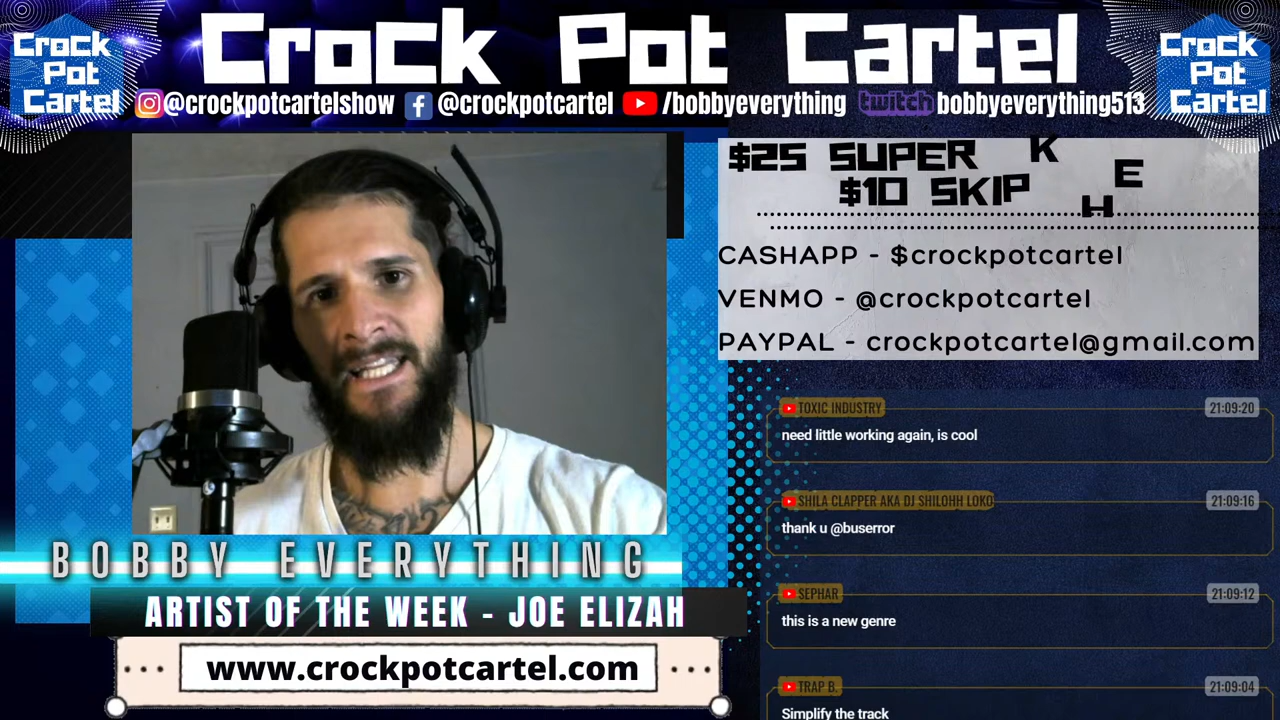 Crock Pot Cartel
Crock
Pot
Cartel
Crock
Pot
Cartel
@crockpotcartelshow @crockpotcartel /bobbyeverything twitch bobbyeverything513
$25 SUPER
$10 SKIP
K
E
H
CASHAPP - $crockpotcartel
VENMO - @crockpotcartel
PAYPAL - crockpotcartel@gmail.com
TOXIC INDUSTRY 21:09:20
need little working again, is cool
SHILA CLAPPER AKA DJ SHILOHH LOKO 21:09:16
thank u @buserror
SEPHAR 21:09:12
this is a new genre
TRAP B. 21:09:04
Simplify the track
BOBBY EVERYTHING
ARTIST OF THE WEEK - JOE ELIZAH
www.crockpotcartel.com